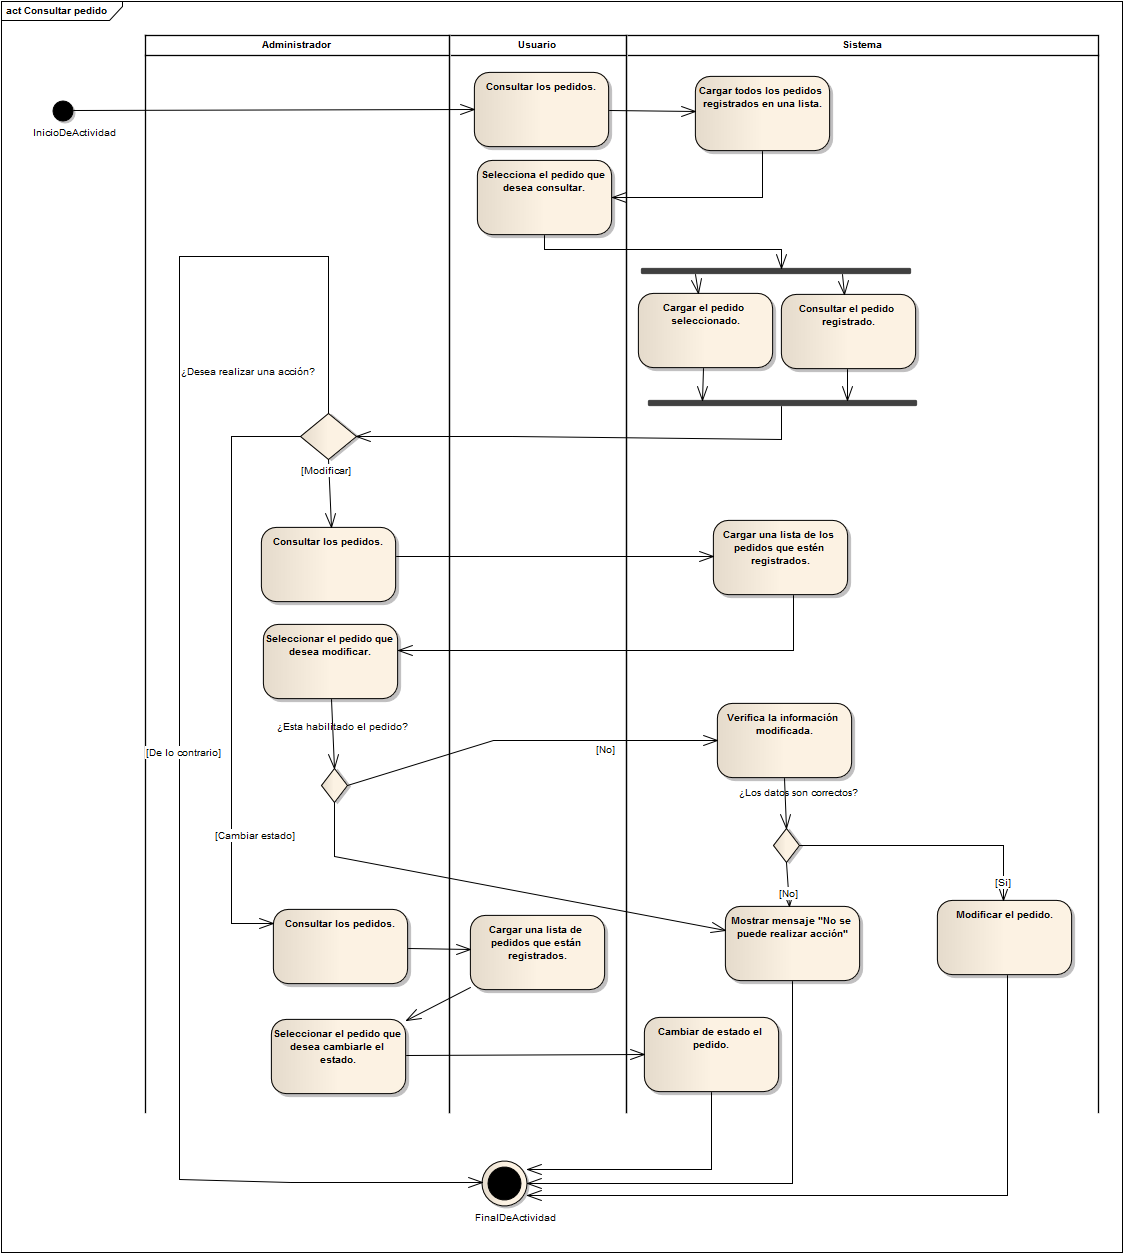 act Consultar pedido
Administrador
Usuario
Sistema
Consultar los pedidos.
Cargar todos los pedidos
registrados en una lista.
InicioDeActividad
Selecciona el pedido que
desea consultar.
Cargar el pedido
seleccionado.
Consultar el pedido
registrado.
¿Desea realizar una acción?
[Modificar]
Consultar los pedidos.
Cargar una lista de los
pedidos que estén
registrados.
Seleccionar el pedido que
desea modificar.
¿Esta habilitado el pedido?
Verifica la información
modificada.
[No]
[De lo contrario]
¿Los datos son correctos?
[Cambiar estado]
[No]
[Si]
Consultar los pedidos.
Cargar una lista de
pedidos que están
registrados.
Mostrar mensaje "No se
puede realizar acción"
Modificar el pedido.
Seleccionar el pedido que
desea cambiarle el
estado.
Cambiar de estado el
pedido.
FinalDeActividad